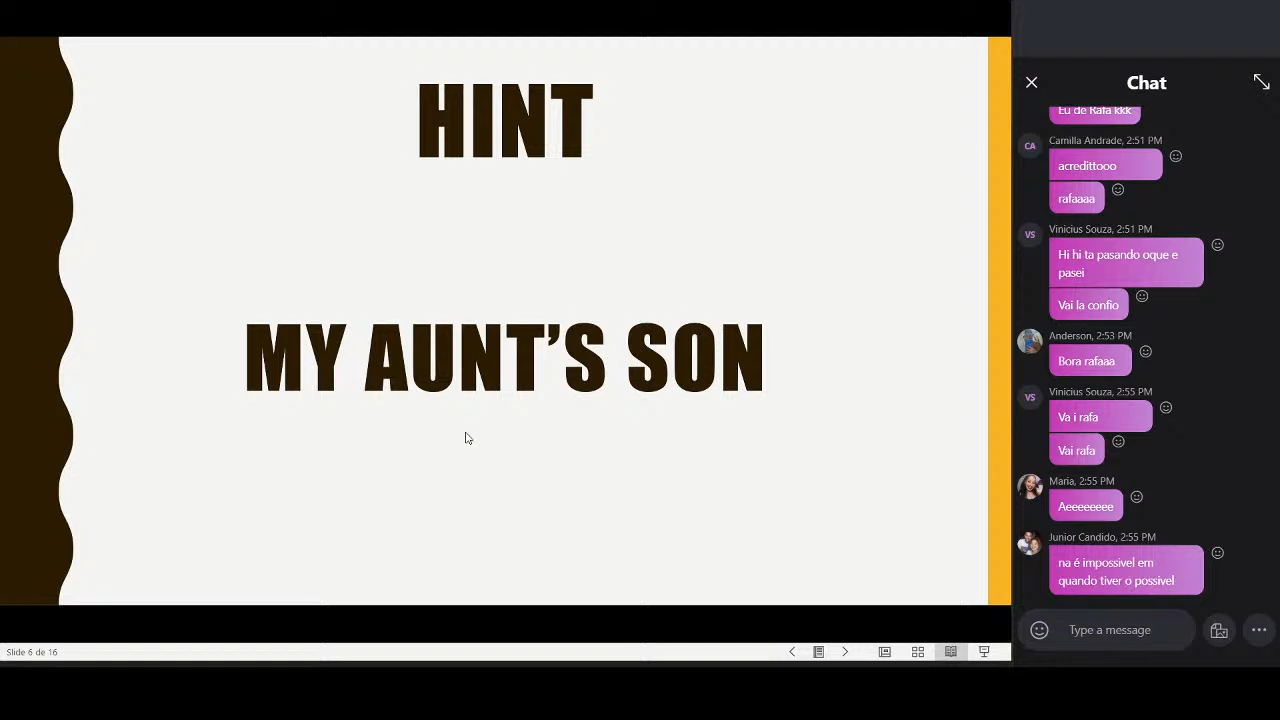 HINT
MY AUNT'S SON
Slide 6 de 16
Chat
Eu de Rafa kkk
CA
Camilla Andrade, 2:51 PM
acredittooo
rafaaaa
VS
Vinicius Souza, 2:51 PM
Hi hi ta pasando oque e
pasei
Vai la confio
Anderson, 2:53 PM
Bora rafaaa
VS
Vinicius Souza, 2:55 PM
Va i rafa
Vai rafa
Maria, 2:55 PM
Aeeeeeeee
Junior Candido, 2:55 PM
na é impossivel em
quando tiver o possivel
Type a message